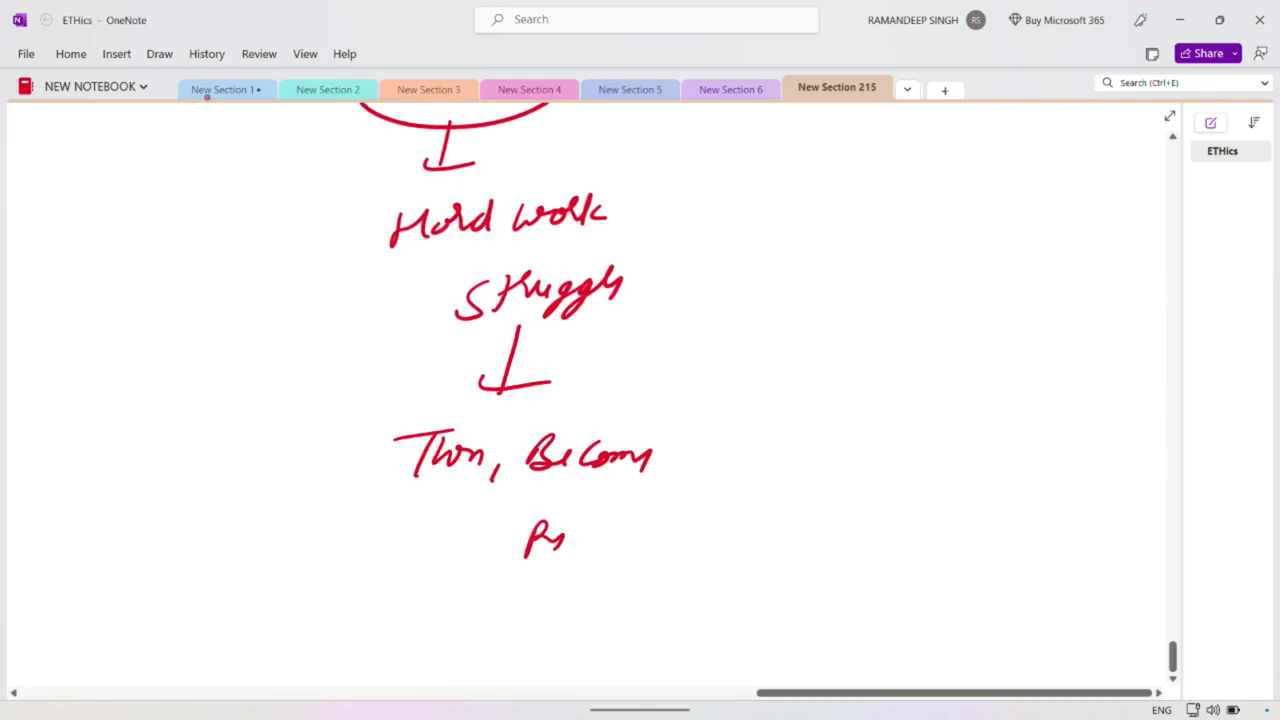 ETHics - OneNote
Search
RAMANDEEP SINGH RS Buy Microsoft 365
File Home Insert Draw History Review View Help Share
NEW NOTEBOOK New Section 1 New Section 2 New Section 3 New Section 4 New Section 5 New Section 6 New Section 215 Search (Ctrl+E)
ETHics
Hard work
Struggle
Then, Become
ENG